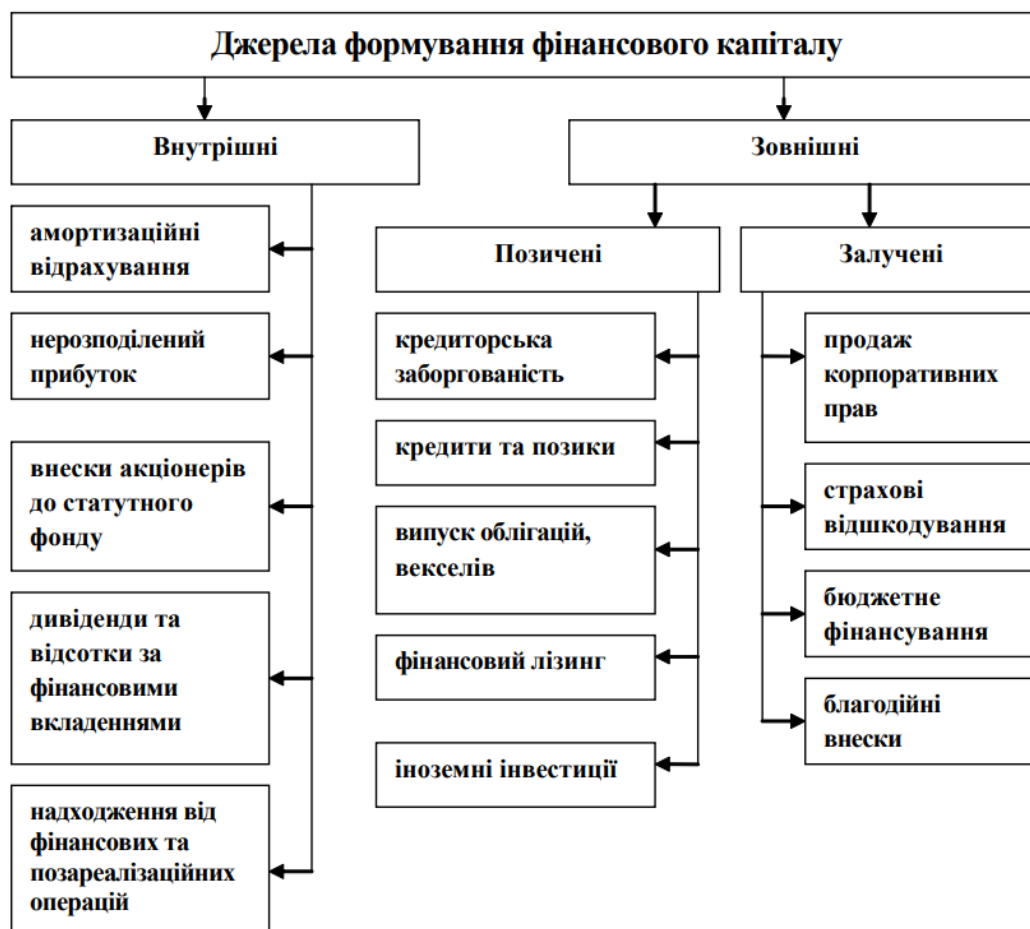 Джерела формування фінансового капіталу
Внутрішні
Зовнішні
амортизаційні
відрахування
нерозподілений
прибуток
внески акціонерів
до статутного
фонду
дивіденди та
відсотки за
фінансовими
вкладеннями
надходження від
фінансових та
позареалізаційних
операцій
Позичені
кредиторська
заборгованість
кредити та позики
випуск облігацій,
векселів
фінансовий лізинг
іноземні інвестиції
Залучені
продаж
корпоративних
прав
страхові
відшкодування
бюджетне
фінансування
благодійні
внески